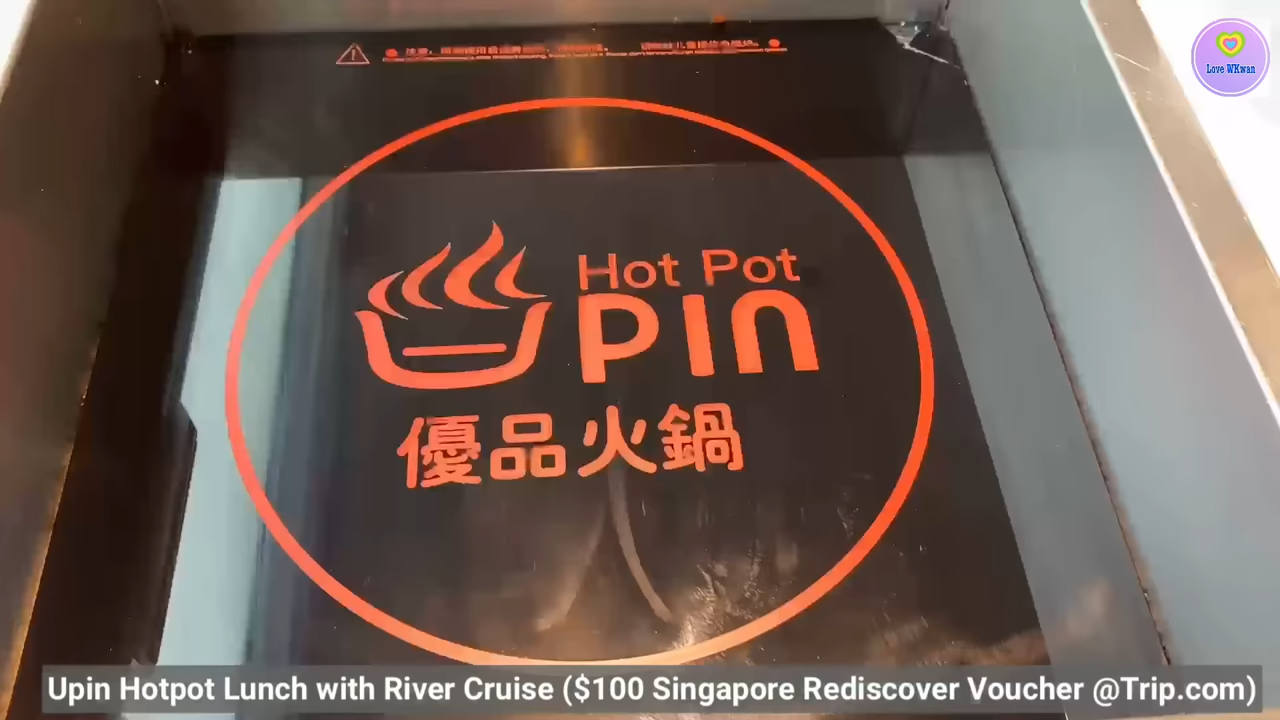 Love WKwan
Hot Pot
PIN
優品火鍋
Upin Hotpot Lunch with River Cruise ($100 Singapore Rediscover Voucher @Trip.com)